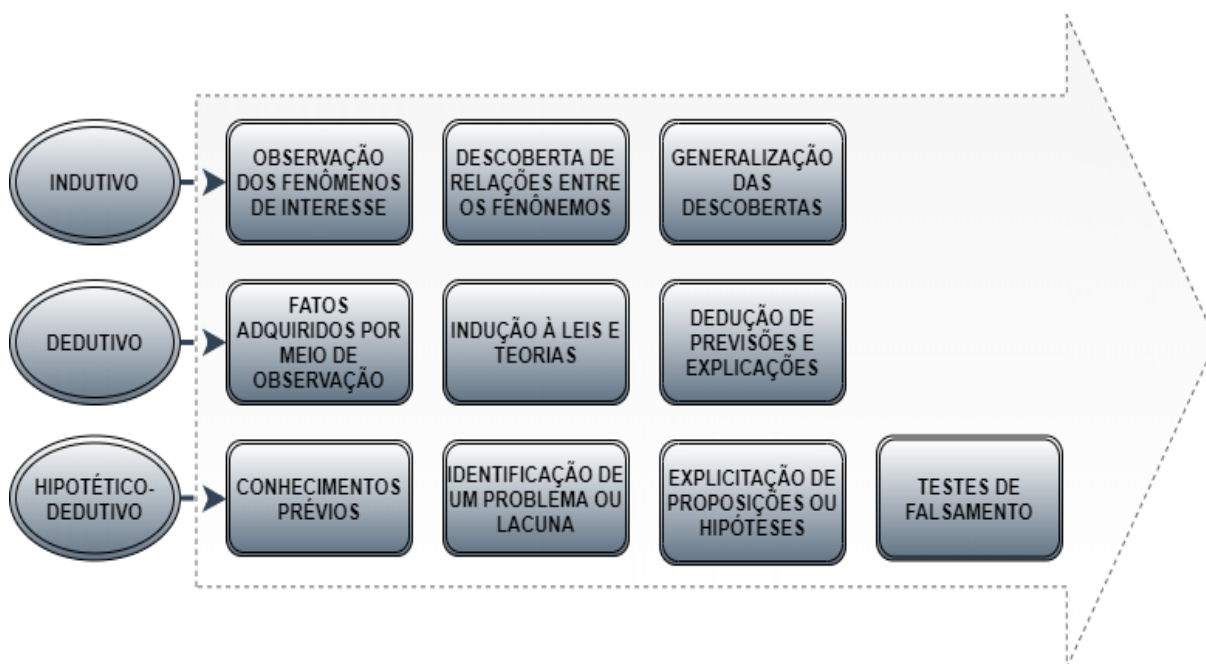 INDUTIVO
OBSERVAÇÃO
DOS FENÔMENOS
DE INTERESSE
DESCOBERTA DE
RELAÇÕES ENTRE
OS FENÔNEMOS
GENERALIZAÇÃO
DAS
DESCOBERTAS
DEDUTIVO
FATOS
ADQUIRIDOS POR
MEIO DE
OBSERVAÇÃO
INDUÇÃO À LEIS E
TEORIAS
DEDUÇÃO DE
PREVISÕES E
EXPLICAÇÕES
HIPOTÉTICO-
DEDUTIVO
CONHECIMENTOS
PRÉVIOS
IDENTIFICAÇÃO DE
UM PROBLEMA OU
LACUNA
EXPLICITAÇÃO DE
PROPOSIÇÕES OU
HIPÓTESES
TESTES DE
FALSAMENTO